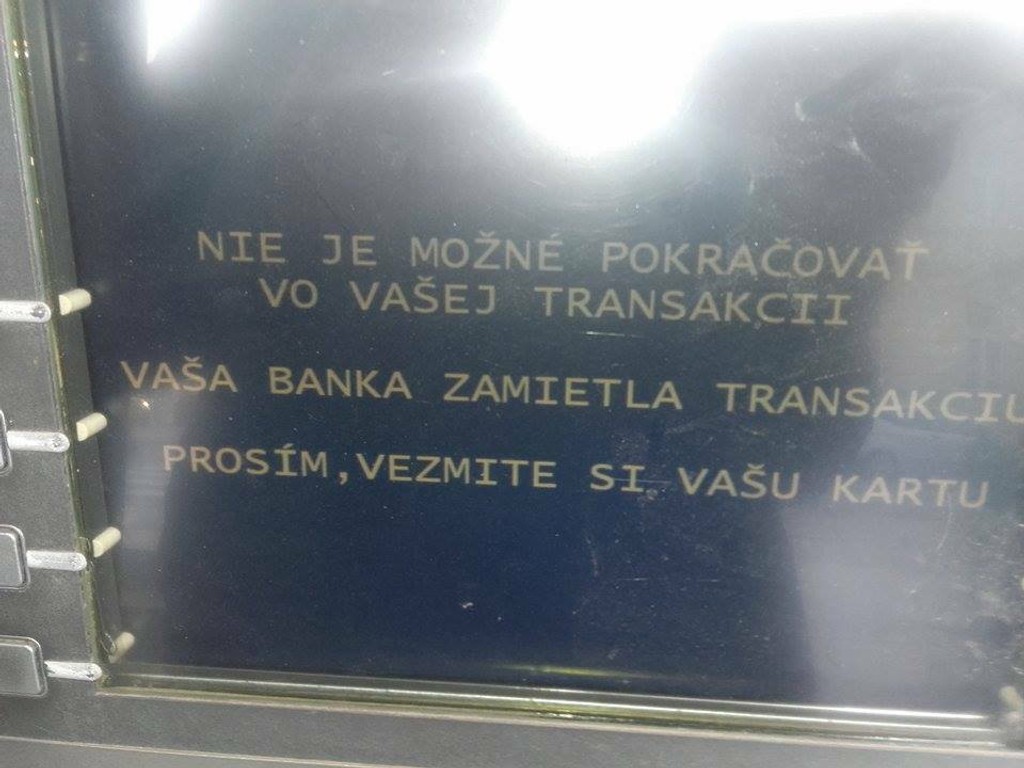 NIE JE MOŽNÉ POKRAČOVAŤ
VO VAŠEJ TRANSAKCII
VAŠA BANKA ZAMIETLA TRANSAKCIU
PROSÍM,VEZMITE SI VAŠU KARTU